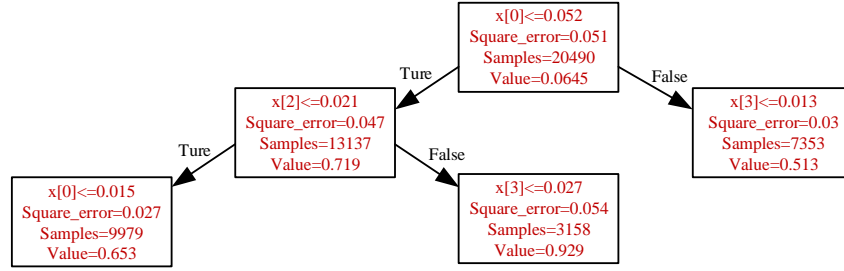 x[0]<=0.052
Square_error=0.051
Samples=20490
Value=0.0645
Ture
False
x[2]<=0.021
Square_error=0.047
Samples=13137
Value=0.719
x[3]<=0.013
Square_error=0.03
Samples=7353
Value=0.513
Ture
False
x[0]<=0.015
Square_error=0.027
Samples=9979
Value=0.653
x[3]<=0.027
Square_error=0.054
Samples=3158
Value=0.929